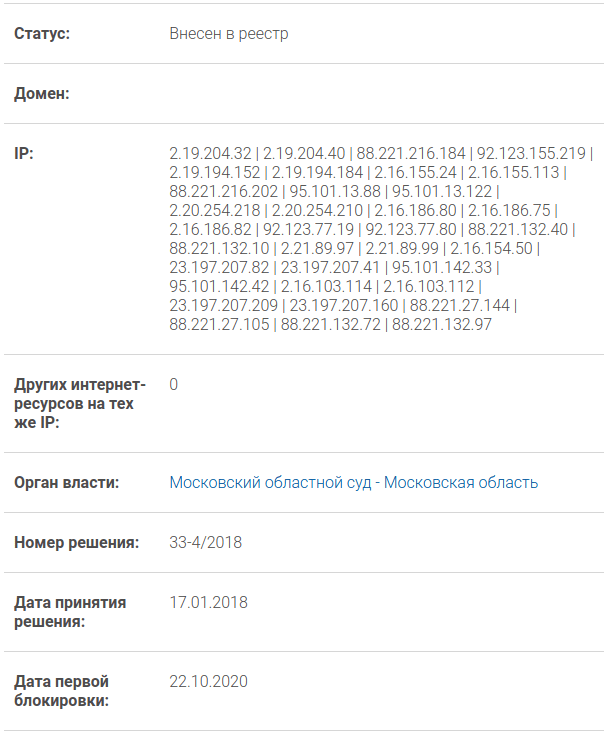 Статус: Внесен в реестр
Домен:
IP: 2.19.204.32 | 2.19.204.40 | 88.221.216.184 | 92.123.155.219 |
2.19.194.152 | 2.19.194.184 | 2.16.155.24 | 2.16.155.113 |
88.221.216.202 | 95.101.13.88 | 95.101.13.122 |
2.20.254.218 | 2.20.254.210 | 2.16.186.80 | 2.16.186.75 |
2.16.186.82 | 92.123.77.19 | 92.123.77.80 | 88.221.132.40 |
88.221.132.10 | 2.21.89.97 | 2.21.89.99 | 2.16.154.50 |
23.197.207.82 | 23.197.207.41 | 95.101.142.33 |
95.101.142.42 | 2.16.103.114 | 2.16.103.112 |
23.197.207.209 | 23.197.207.160 | 88.221.27.144 |
88.221.27.105 | 88.221.132.72 | 88.221.132.97
Других интернет- 0
ресурсов на тех
же IP:
Орган власти: Московский областной суд - Московская область
Номер решения: 33-4/2018
Дата принятия 17.01.2018
решения:
Дата первой 22.10.2020
блокировки: